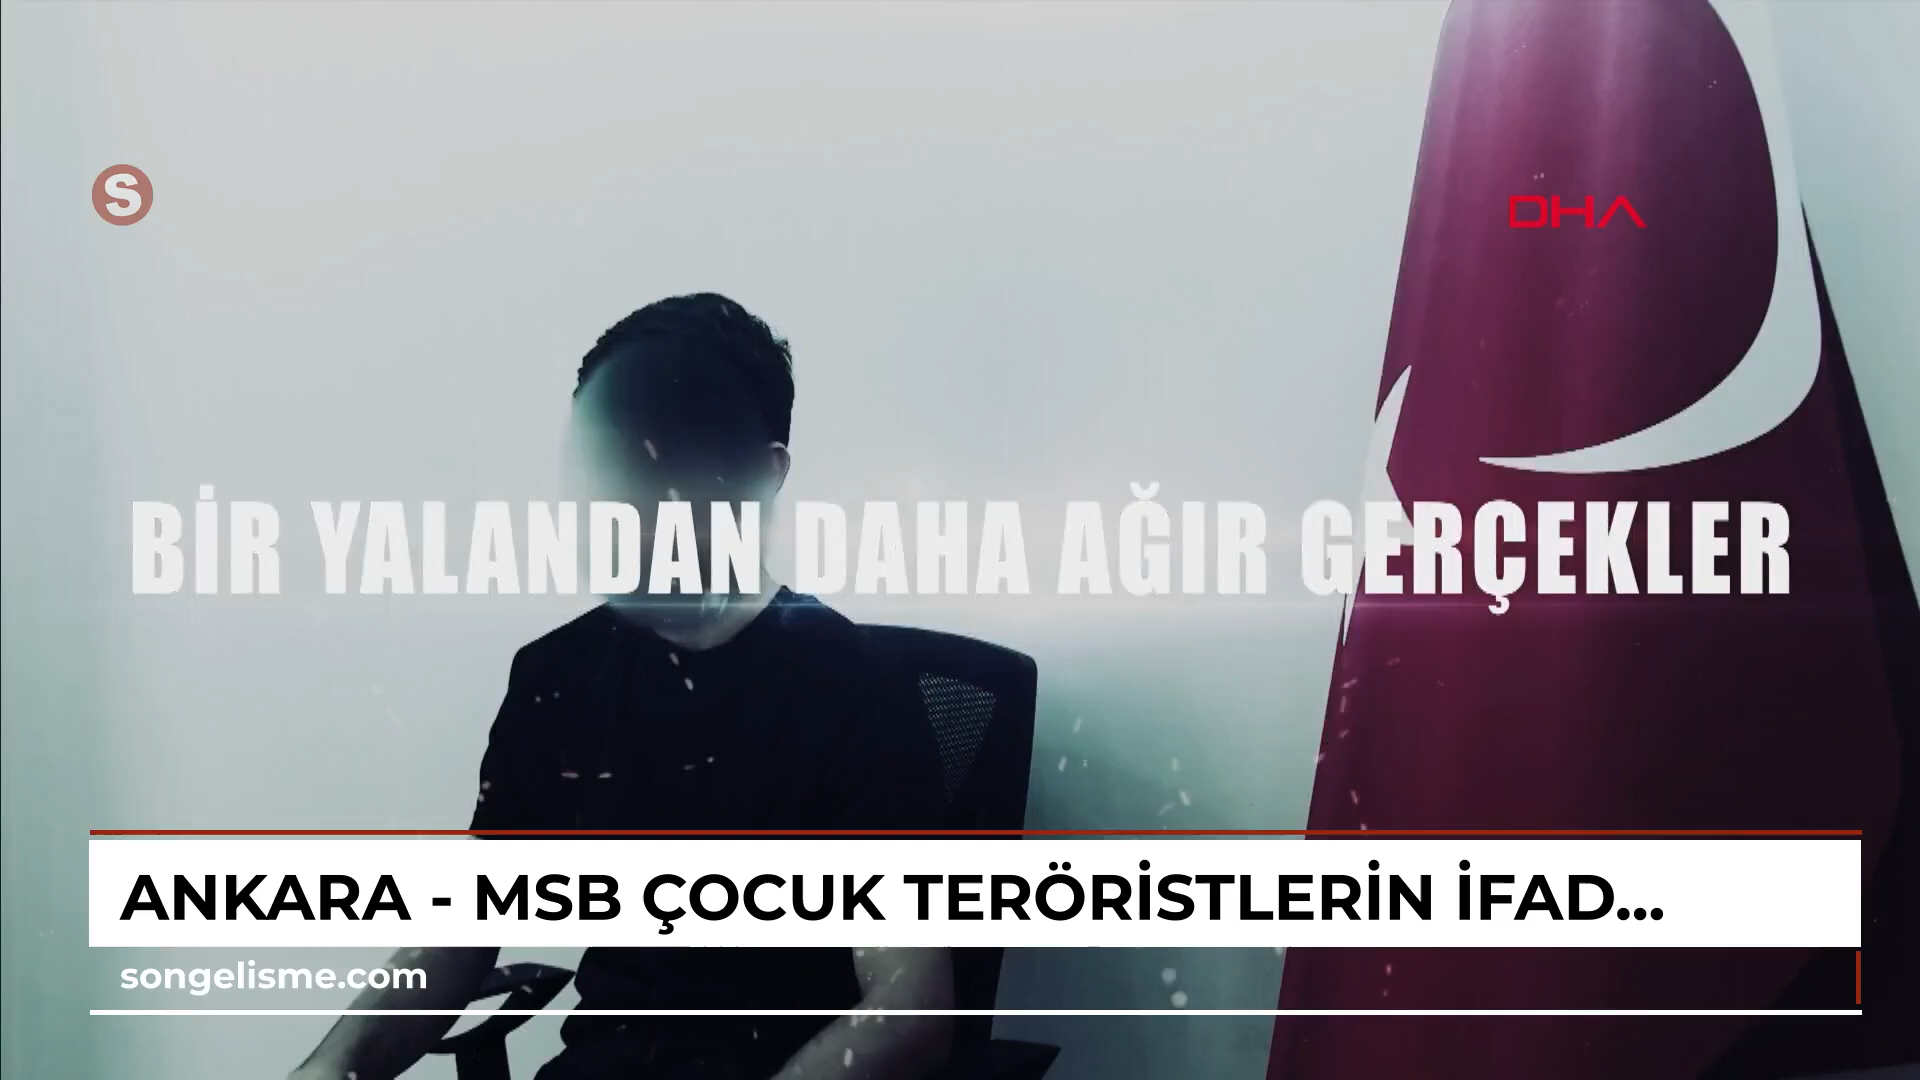 S
DHA
BİR YALANDAN DAHA AĞIR GERÇEKLER
ANKARA - MSB ÇOCUK TERÖRİSTLERİN İFAD...
songelisme.com